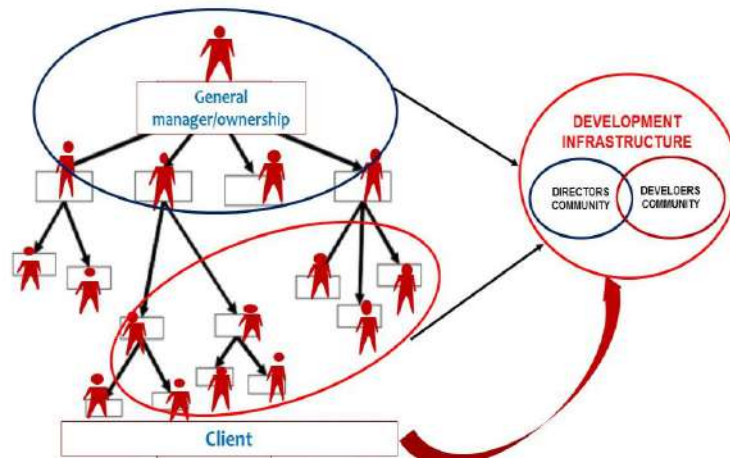 General
manager/ownership
DEVELOPMENT
INFRASTRUCTURE
DIRECTORS
COMMUNITY
DEVELOERS
COMMUNITY
Client